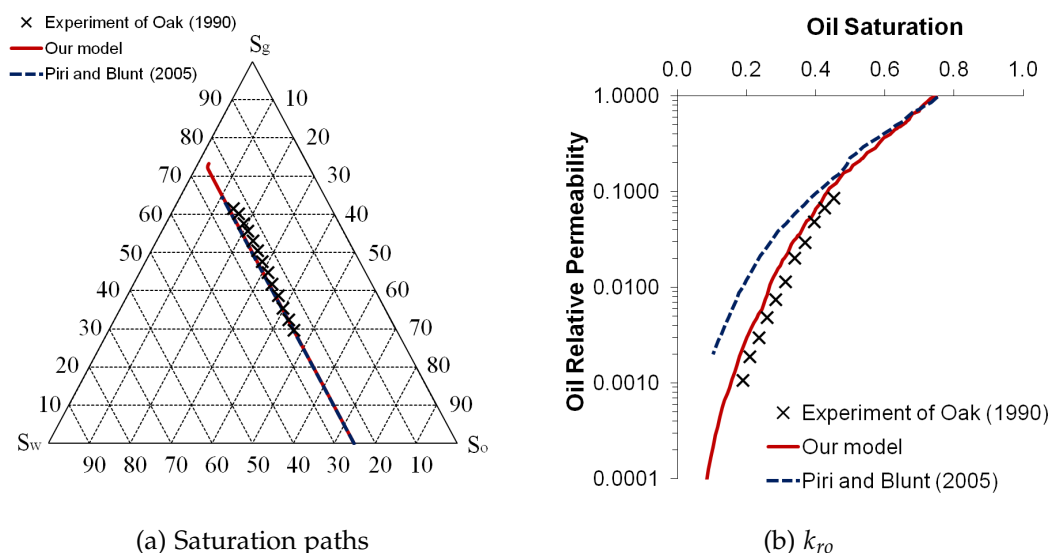 Experiment of Oak (1990)
Our model
Piri and Blunt (2005)
Sg
90 10
80 20
70 30
60 40
50 50
40 60
30 70
20 80
10 90
Sw So
90 80 70 60 50 40 30 20 10
(a) Saturation paths
Oil Saturation
0.0 0.2 0.4 0.6 0.8 1.0
1.0000
0.1000
0.0100
0.0010
0.0001
Oil Relative Permeability
Experiment of Oak (1990)
Our model
Piri and Blunt (2005)
(b) kro